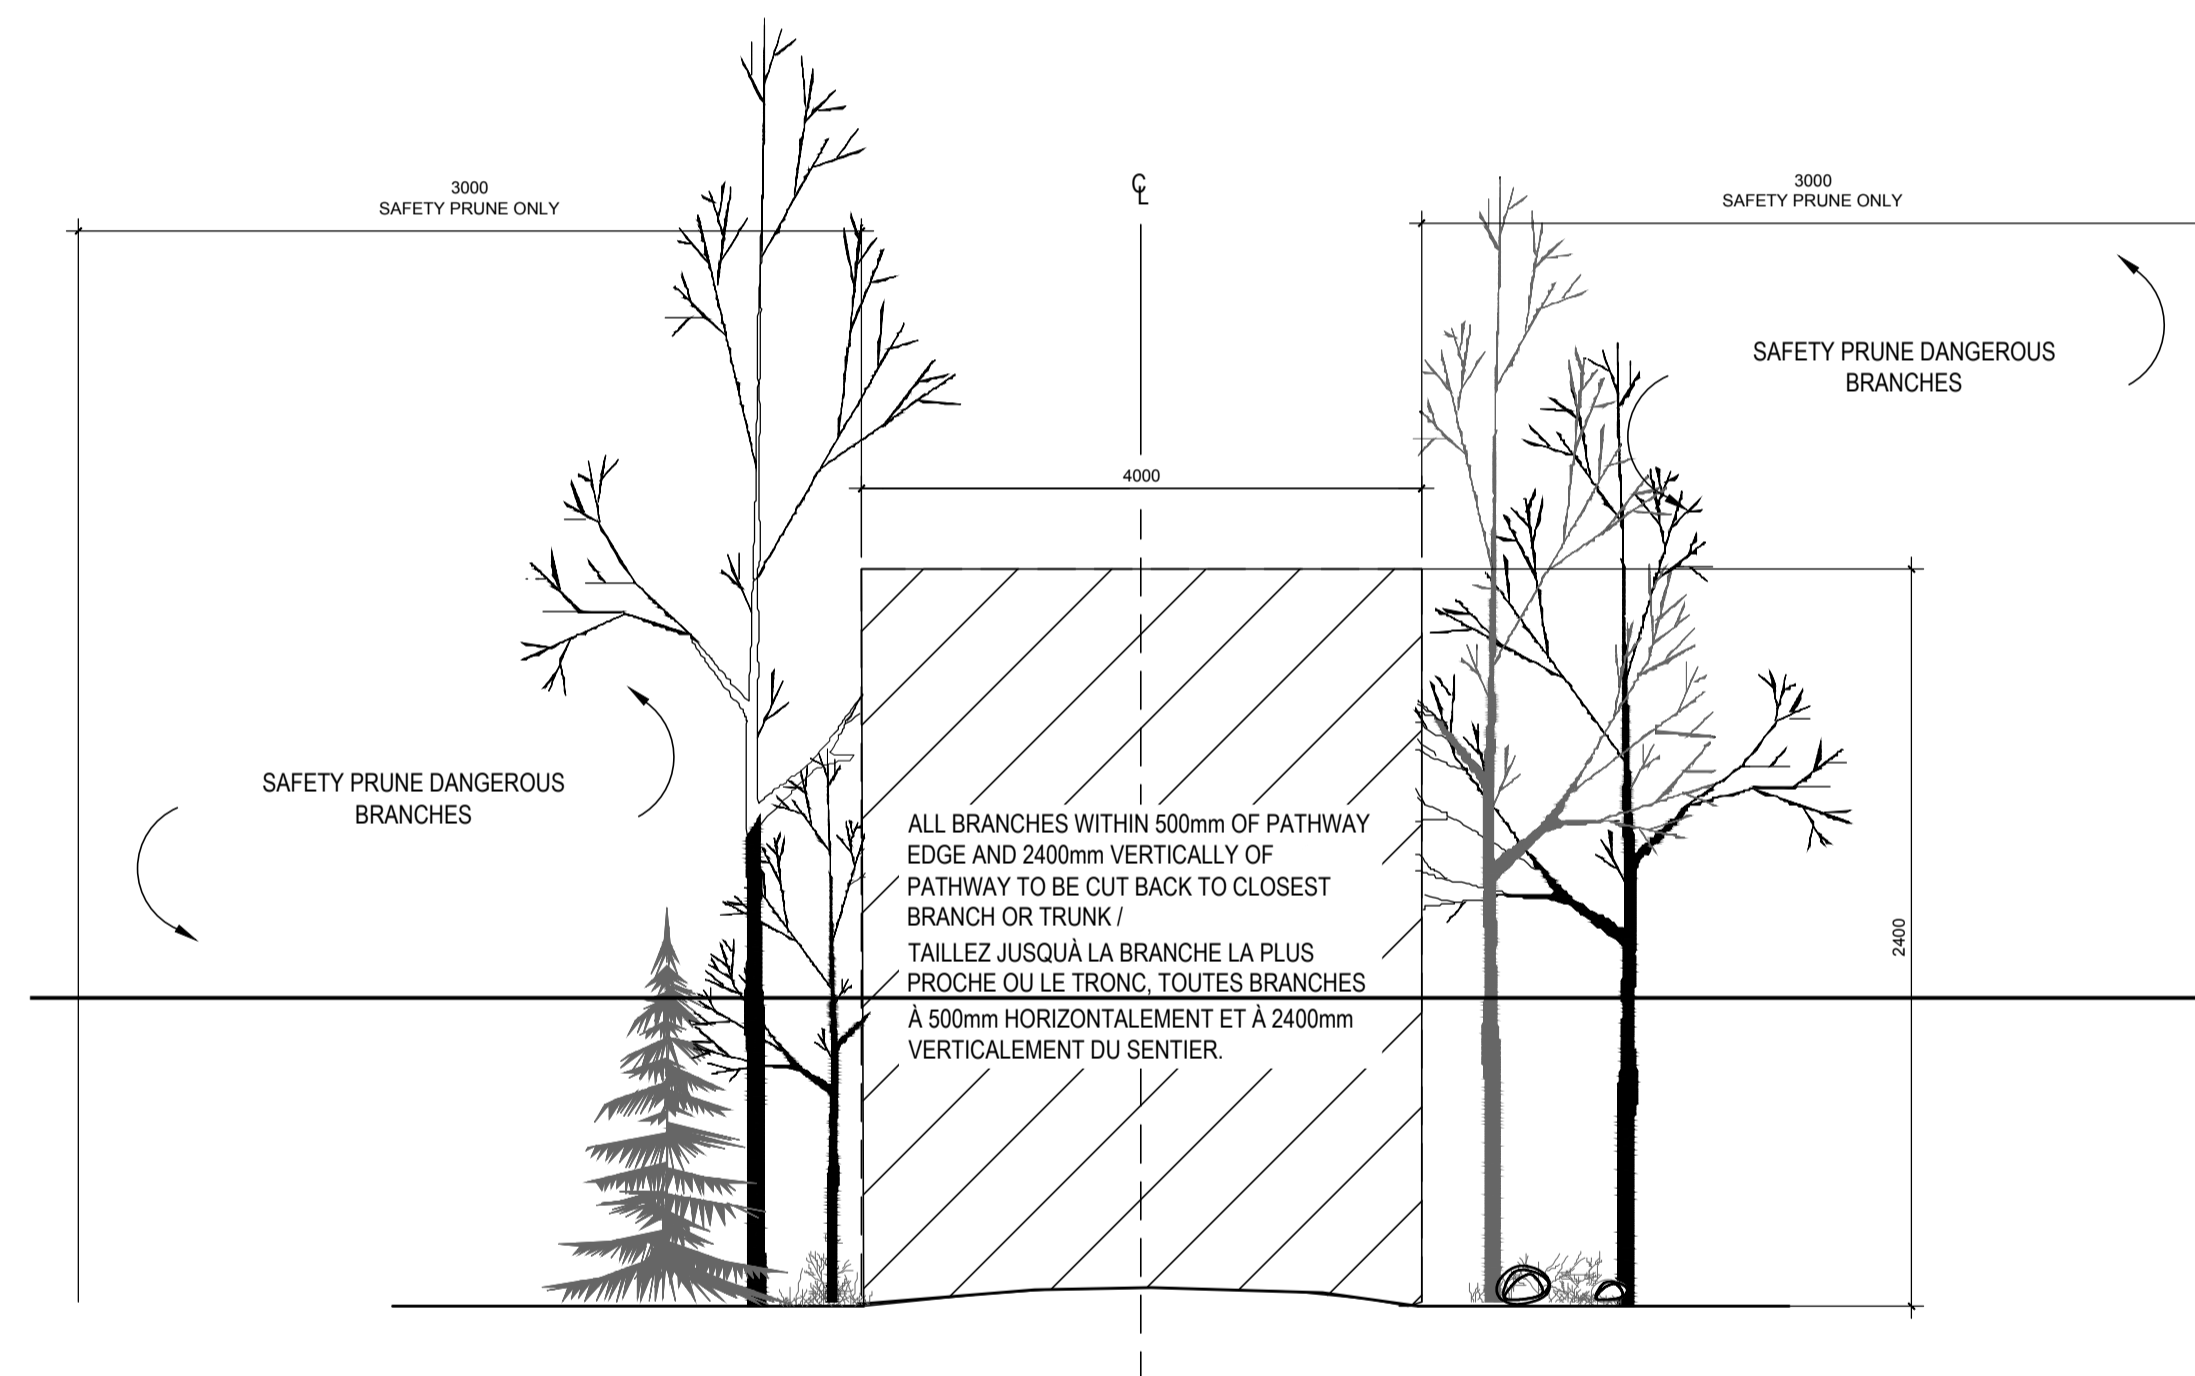 3000
SAFETY PRUNE ONLY
3000
SAFETY PRUNE ONLY
℄
SAFETY PRUNE DANGEROUS
BRANCHES
4000
SAFETY PRUNE DANGEROUS
BRANCHES
ALL BRANCHES WITHIN 500mm OF PATHWAY
EDGE AND 2400mm VERTICALLY OF
PATHWAY TO BE CUT BACK TO CLOSEST
BRANCH OR TRUNK /
TAILLEZ JUSQUÀ LA BRANCHE LA PLUS
PROCHE OU LE TRONC, TOUTES BRANCHES
À 500mm HORIZONTALEMENT ET À 2400mm
VERTICALEMENT DU SENTIER.
2400